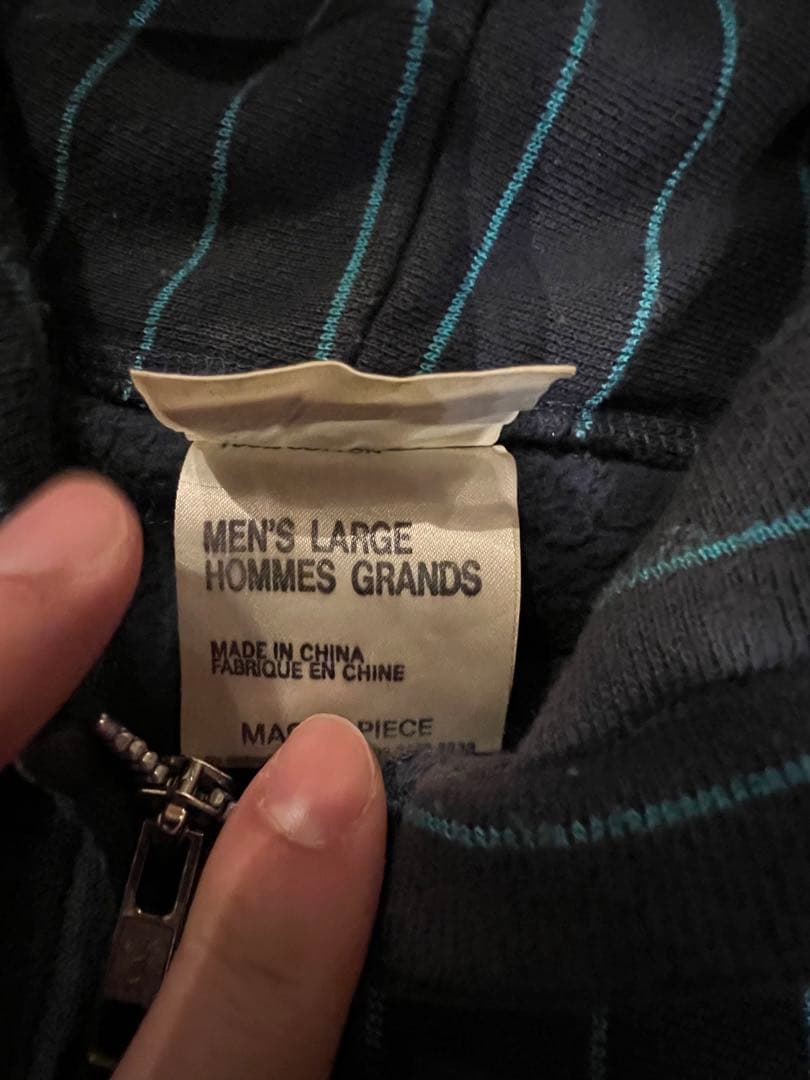 MEN'S LARGE
HOMMES GRANDS
MADE IN CHINA
FABRIQUE EN CHINE
PIECE